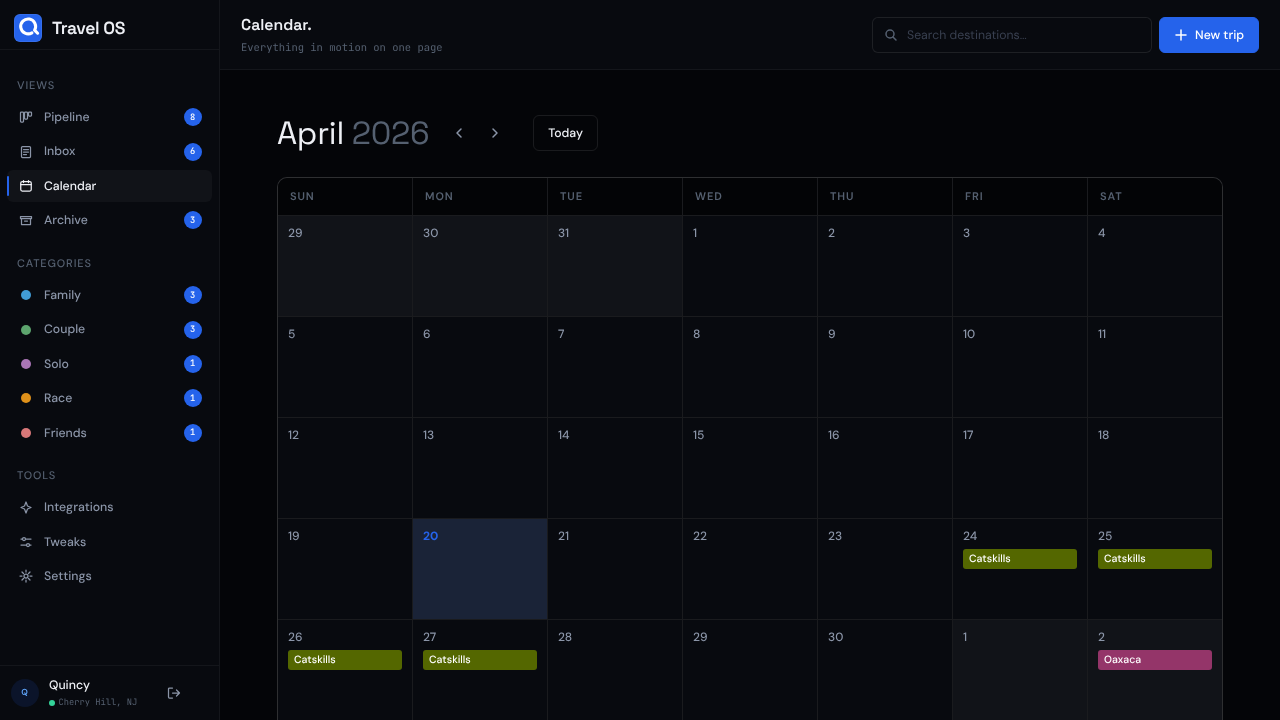 Travel OS
Calendar.
Everything in motion on one page
Search destinations…
New trip
VIEWS
Pipeline 8
Inbox 6
Calendar
Archive 3
CATEGORIES
Family 3
Couple 3
Solo 1
Race 1
Friends 1
TOOLS
Integrations
Tweaks
Settings
Q
Quincy
Cherry Hill, NJ
April 2026
Today
SUN MON TUE WED THU FRI SAT
29 30 31 1 2 3 4
5 6 7 8 9 10 11
12 13 14 15 16 17 18
19 20 21 22 23 24 25
Catskills Catskills
26 27 28 29 30 1 2
Catskills Catskills Oaxaca